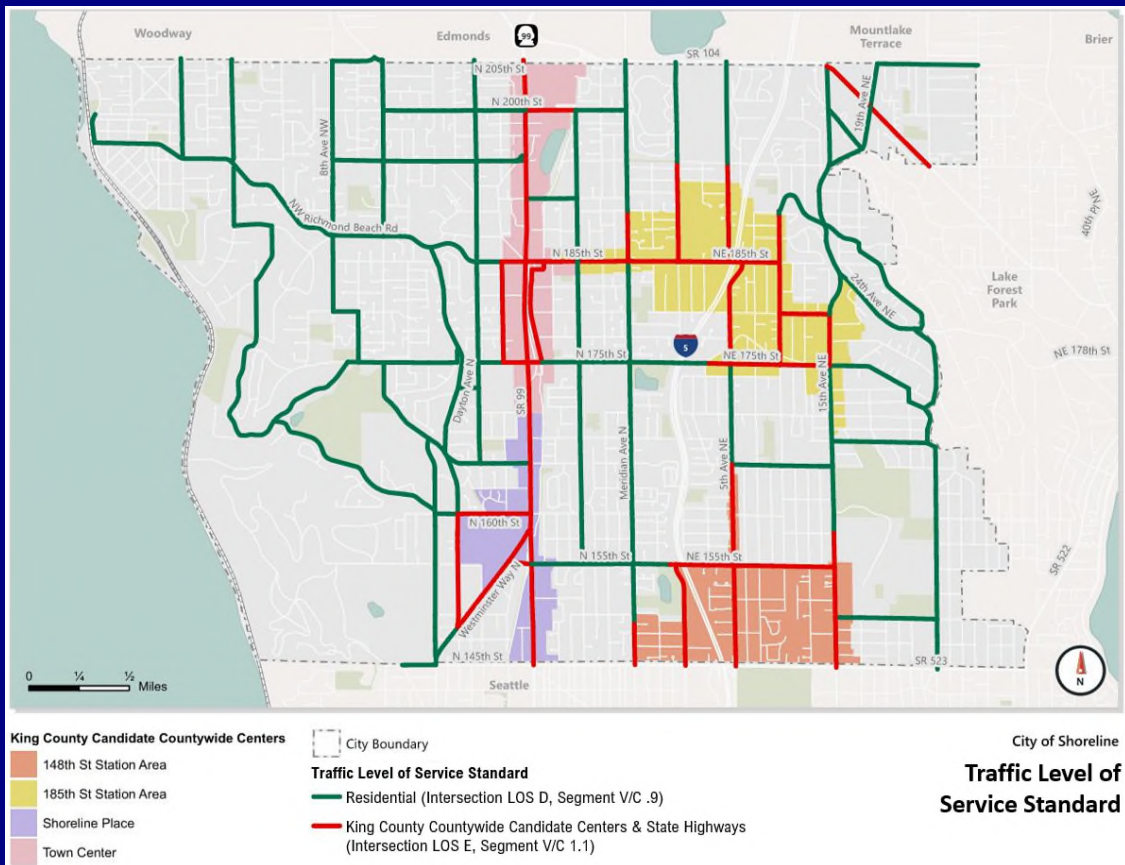 Woodway
Edmonds
99
Mountlake
Terrace
Brier
SR 104
N 205th St
N 200th St
19th Ave NE
8th Ave NW
NW Richmond Beach Rd
40th Pl NE
N 185th St
NE 185th St
Lake
Forest
Park
24th Ave NE
5
N 175th St
NE 175th St
NE 178th St
Dayton Ave N
SR 99
15th Ave NE
Meridian Ave N
5th Ave NE
N 160th St
N 155th St
NE 155th St
SR 522
Westminster Way N
N 145th St
SR 523
0 ¼ ½
Miles
Seattle
N
King County Candidate Countywide Centers
148th St Station Area
185th St Station Area
Shoreline Place
Town Center
City Boundary
Traffic Level of Service Standard
Residential (Intersection LOS D, Segment V/C .9)
King County Countywide Candidate Centers & State Highways
(Intersection LOS E, Segment V/C 1.1)
City of Shoreline
Traffic Level of
Service Standard